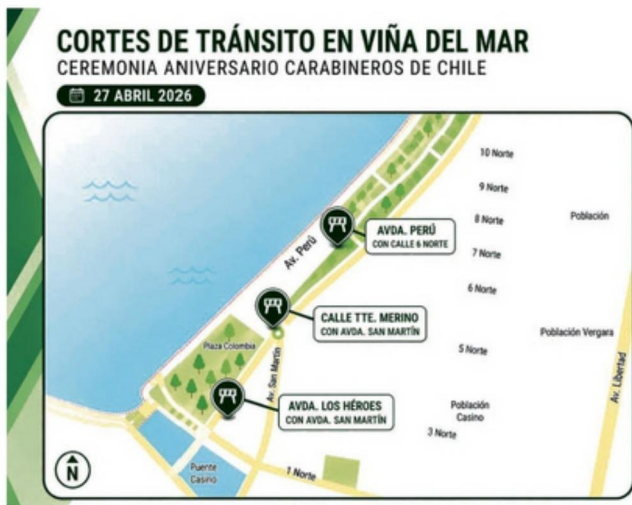 CORTES DE TRÁNSITO EN VIÑA DEL MAR
CEREMONIA ANIVERSARIO CARABINEROS DE CHILE
27 ABRIL 2026
10 Norte
9 Norte
8 Norte
Población
AVDA. PERÚ
CON CALLE 6 NORTE
Av. Perú
7 Norte
6 Norte
CALLE TTE. MERINO
CON AVDA. SAN MARTÍN
Población Vergara
Plaza Colombia
5 Norte
Av. San Martín
Av. Libertad
AVDA. LOS HÉROES
CON AVDA. SAN MARTÍN
Población
Casino
3 Norte
N
Puente
Casino
1 Norte